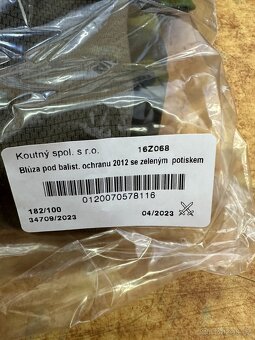 Koutný spol. s r.o. 16Z068
Blůza pod balist. ochranu 2012 se zeleným potiskem
0120070578116
182/100
34709/2023 04/2023